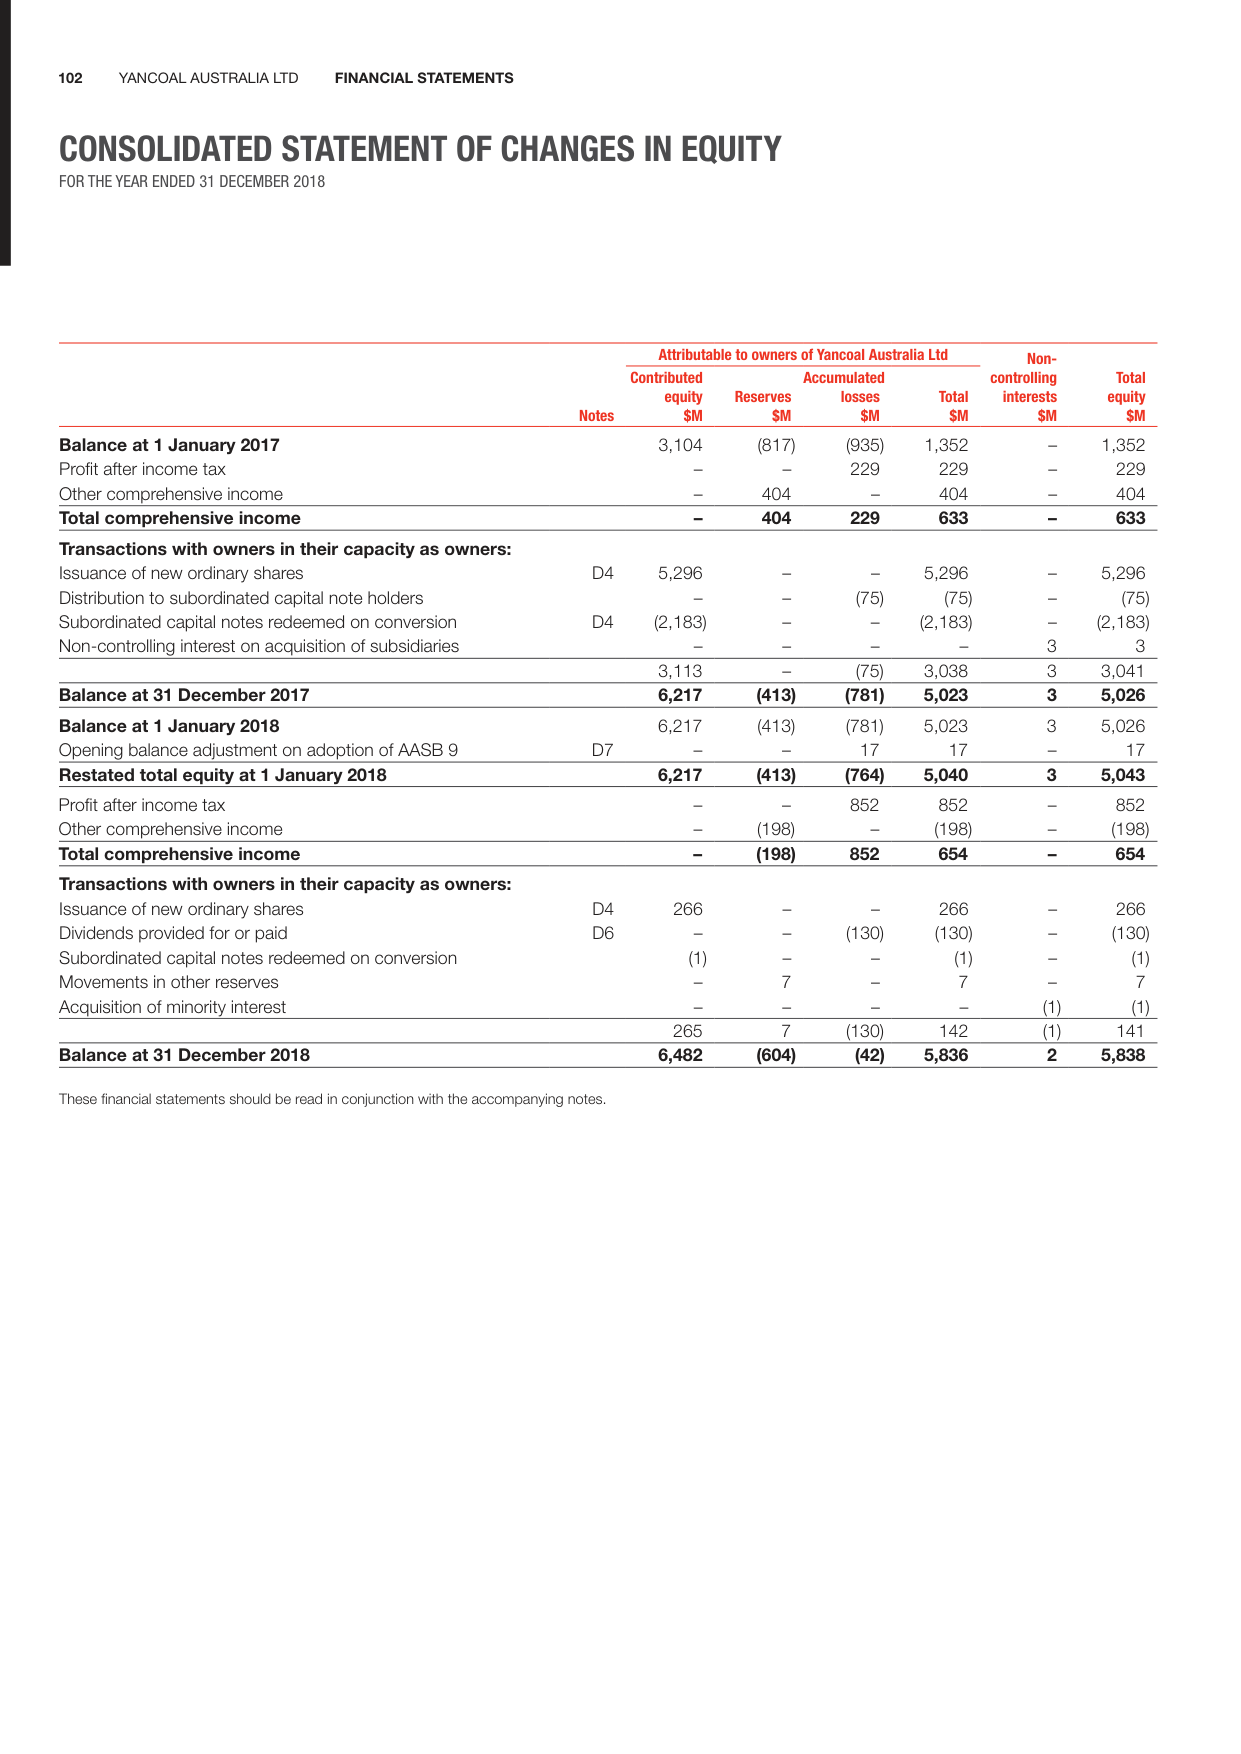 102 YANCOAL AUSTRALIA LTD FINANCIAL STATEMENTS
CONSOLIDATED STATEMENT OF CHANGES IN EQUITY
FOR THE YEAR ENDED 31 DECEMBER 2018
Attributable to owners of Yancoal Australia Ltd Non-
Contributed Accumulated controlling Total
equity Reserves losses Total interests equity
Notes $M $M $M $M $M $M
Balance at 1 January 2017 3,104 (817) (935) 1,352 – 1,352
Profit after income tax – – 229 229 – 229
Other comprehensive income – 404 – 404 – 404
Total comprehensive income – 404 229 633 – 633
Transactions with owners in their capacity as owners:
Issuance of new ordinary shares D4 5,296 – – 5,296 – 5,296
Distribution to subordinated capital note holders – – (75) (75) – (75)
Subordinated capital notes redeemed on conversion D4 (2,183) – – (2,183) – (2,183)
Non-controlling interest on acquisition of subsidiaries – – – – 3 3
3,113 – (75) 3,038 3 3,041
Balance at 31 December 2017 6,217 (413) (781) 5,023 3 5,026
Balance at 1 January 2018 6,217 (413) (781) 5,023 3 5,026
Opening balance adjustment on adoption of AASB 9 D7 – – 17 17 – 17
Restated total equity at 1 January 2018 6,217 (413) (764) 5,040 3 5,043
Profit after income tax – – 852 852 – 852
Other comprehensive income – (198) – (198) – (198)
Total comprehensive income – (198) 852 654 – 654
Transactions with owners in their capacity as owners:
Issuance of new ordinary shares D4 266 – – 266 – 266
Dividends provided for or paid D6 – – (130) (130) – (130)
Subordinated capital notes redeemed on conversion (1) – – (1) – (1)
Movements in other reserves – 7 – 7 – 7
Acquisition of minority interest – – – – (1) (1)
265 7 (130) 142 (1) 141
Balance at 31 December 2018 6,482 (604) (42) 5,836 2 5,838
These financial statements should be read in conjunction with the accompanying notes.